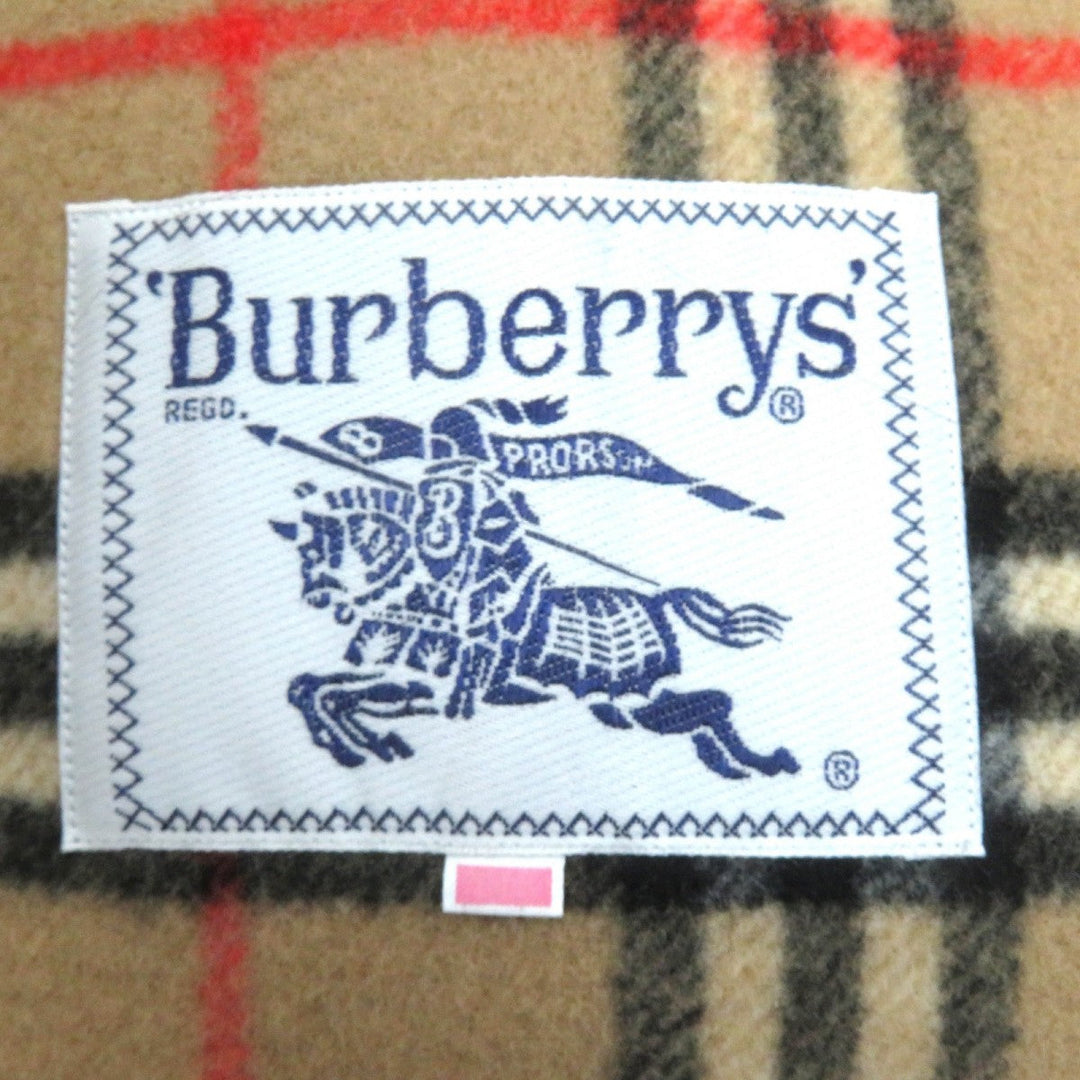 'Burberrys'
REGD. ®
B PRORSUM
B
®